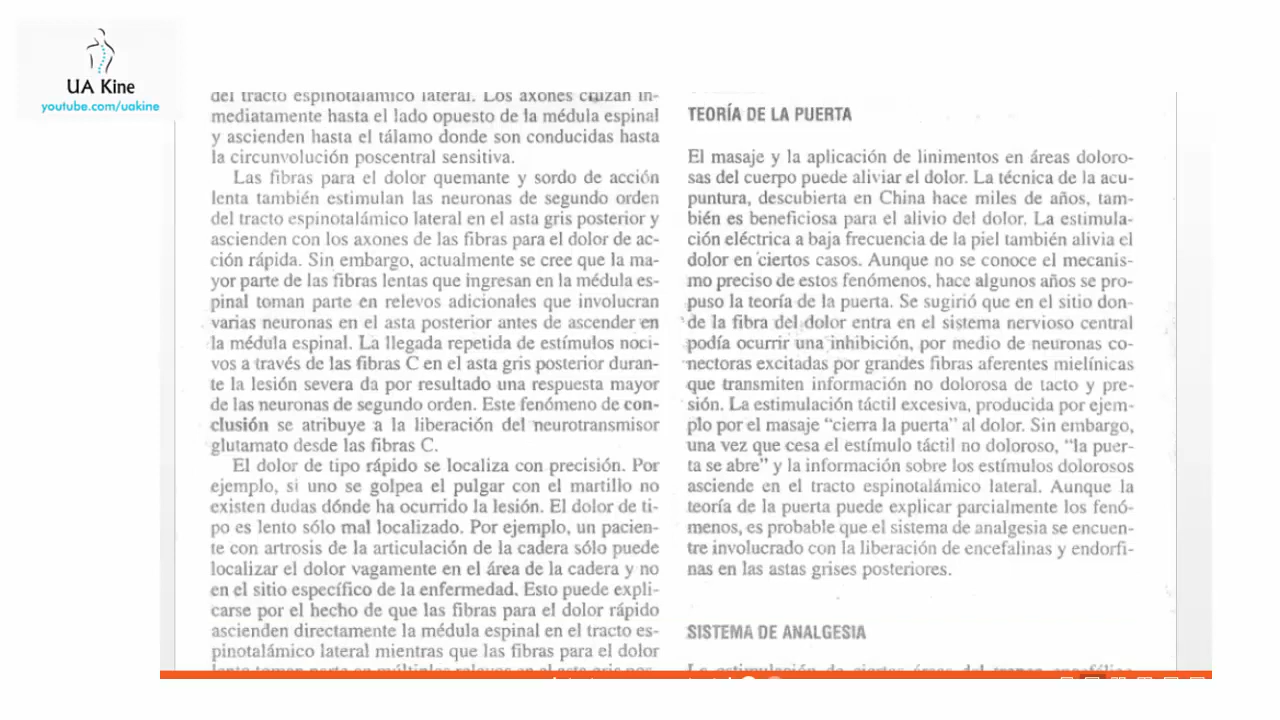 UA Kine
youtube.com/uakine
del tracto espinotalámico lateral. Los axones cruzan in-
mediatamente hasta el lado opuesto de la médula espinal
y ascienden hasta el tálamo donde son conducidas hasta
la circunvolución poscentral sensitiva.
Las fibras para el dolor quemante y sordo de acción
lenta también estimulan las neuronas de segundo orden
del tracto espinotalámico lateral en el asta gris posterior y
ascienden con los axones de las fibras para el dolor de ac-
ción rápida. Sin embargo, actualmente se cree que la ma-
yor parte de las fibras lentas que ingresan en la médula es-
pinal toman parte en relevos adicionales que involucran
varias neuronas en el asta posterior antes de ascender en
la médula espinal. La llegada repetida de estímulos noci-
vos a través de las fibras C en el asta gris posterior duran-
te la lesión severa da por resultado una respuesta mayor
de las neuronas de segundo orden. Este fenómeno de con-
clusión se atribuye a la liberación del neurotransmisor
glutamato desde las fibras C.
El dolor de tipo rápido se localiza con precisión. Por
ejemplo, si uno se golpea el pulgar con el martillo no
existen dudas dónde ha ocurrido la lesión. El dolor de ti-
po es lento sólo mal localizado. Por ejemplo, un pacien-
te con artrosis de la articulación de la cadera sólo puede
localizar el dolor vagamente en el área de la cadera y no
en el sitio específico de la enfermedad. Esto puede expli-
carse por el hecho de que las fibras para el dolor rápido
ascienden directamente la médula espinal en el tracto es-
pinotalámico lateral mientras que las fibras para el dolor
lento toman parte en múltiples relevos en el asta gris pos-
TEORÍA DE LA PUERTA
El masaje y la aplicación de linimentos en áreas doloro-
sas del cuerpo puede aliviar el dolor. La técnica de la acu-
puntura, descubierta en China hace miles de años, tam-
bién es beneficiosa para el alivio del dolor. La estimula-
ción eléctrica a baja frecuencia de la piel también alivia el
dolor en ciertos casos. Aunque no se conoce el mecanis-
mo preciso de estos fenómenos, hace algunos años se pro-
puso la teoría de la puerta. Se sugirió que en el sitio don-
de la fibra del dolor entra en el sistema nervioso central
podía ocurrir una inhibición, por medio de neuronas co-
nectoras excitadas por grandes fibras aferentes mielínicas
que transmiten información no dolorosa de tacto y pre-
sión. La estimulación táctil excesiva, producida por ejem-
plo por el masaje “cierra la puerta” al dolor. Sin embargo,
una vez que cesa el estímulo táctil no doloroso, “la puer-
ta se abre” y la información sobre los estímulos dolorosos
asciende en el tracto espinotalámico lateral. Aunque la
teoría de la puerta puede explicar parcialmente los fenó-
menos, es probable que el sistema de analgesia se encuen-
tre involucrado con la liberación de encefalinas y endorfi-
nas en las astas grises posteriores.
SISTEMA DE ANALGESIA
La estimulación de ciertas áreas del tronco encefálico